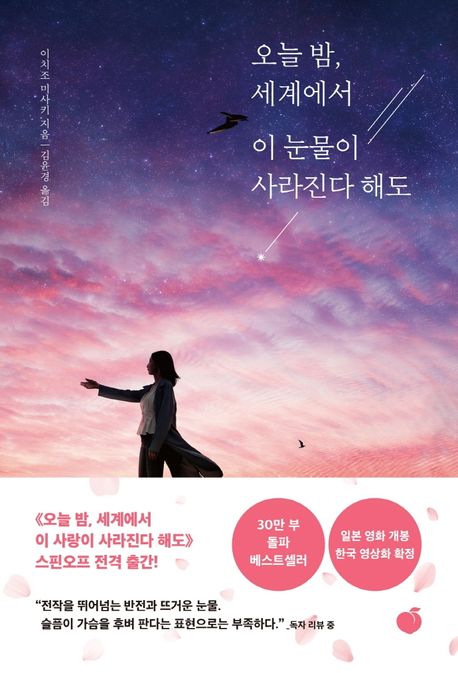 오늘 밤,
세계에서
이 눈물이
사라진다 해도
이치조 미사키 지음 | 김윤경 옮김
《오늘 밤, 세계에서
이 사랑이 사라진다 해도》
스핀오프 전격 출간!
30만 부
돌파
베스트셀러
일본 영화 개봉
한국 영상화 확정
“전작을 뛰어넘는 반전과 뜨거운 눈물.
슬픔이 가슴을 후벼 판다는 표현으로는 부족하다.”_독자 리뷰 중